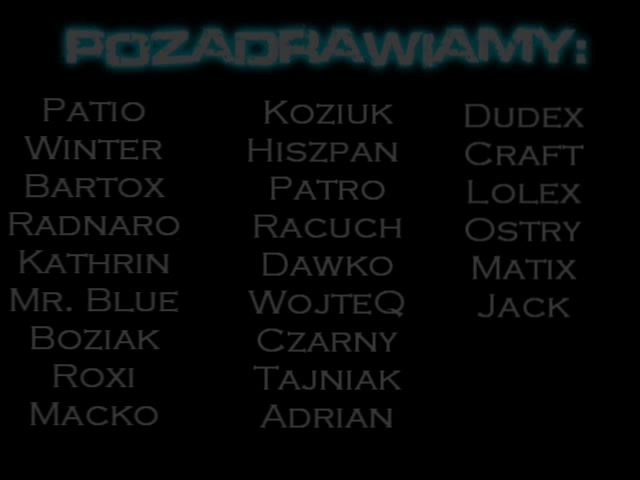 POZADRAWIAMY:
PATIO
WINTER
BARTOX
RADNARO
KATHRIN
MR. BLUE
BOZIAK
ROXI
MACKO
KOZIUK
HISZPAN
PATRO
RACUCH
DAWKO
WOJTEQ
CZARNY
TAJNIAK
ADRIAN
DUDEX
CRAFT
LOLEX
OSTRY
MATIX
JACK